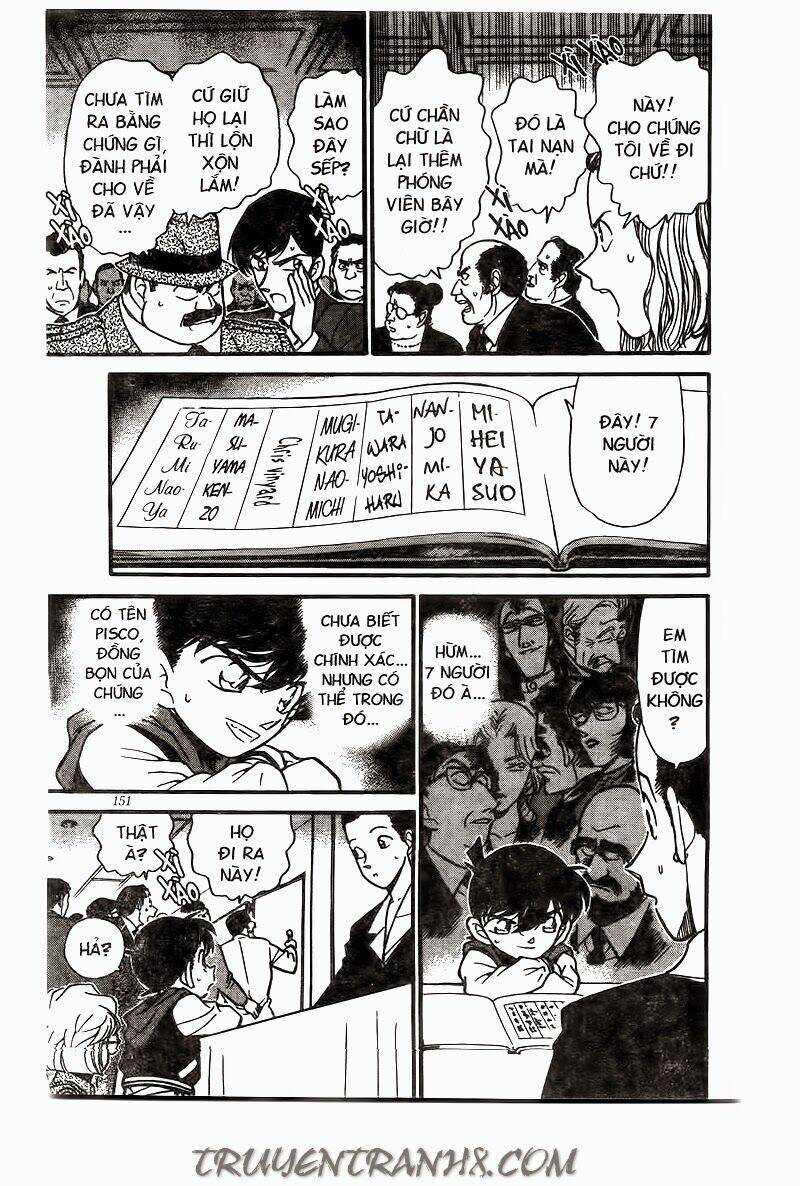 NÀY!
CHO CHỨNG
TÔI VỀ ĐI
CHỨ!!
XÌ XÀO
ĐÓ LÀ
TAI NẠN
MÀ!
CỨ CHẦN
CHỪ LÀ
LẠI THÊM
PHÓNG
VIÊN BÂY
GIỜ!!
XÌ
XÀO
LÀM
SAO
ĐÂY
SẾP?
XÌ
XÀO
CỨ GIỮ
HỌ LẠI
THÌ LỘN
XỘN
LẮM!
CHƯA TÌM
RA BẰNG
CHỨNG GÌ,
ĐÀNH PHẢI
CHO VỀ
ĐÃ VẬY
...
XÌ
XÀO
ĐÂY! 7
NGƯỜI
NÀY!
MI-
HEI
YA-
SUO
NAN-
JO
MI-
KA
TA-
WARA
YOSHI-
HARU
MUGI-
KURA
NAO-
MICHI
Chris Vinyard
MA-
SU-
YAMA
KEN-
ZO
Ta-
Ru-
Mi
Nao-
Ya
EM
TÌM
ĐƯỢC
KHÔNG
?
HỪM...
7 NGƯỜI
ĐÓ À...
CHƯA BIẾT
ĐƯỢC
CHÍNH XÁC...
NHƯNG CÓ
THỂ TRONG
ĐÓ...
CÓ TÊN
PISCO,
ĐỒNG
BỌN CỦA
CHÚNG
...
151
HỌ
ĐI RA
NÀY!
THẬT
À?
XÌ
XÀO
HẢ?
TRUYENTRANH8.COM